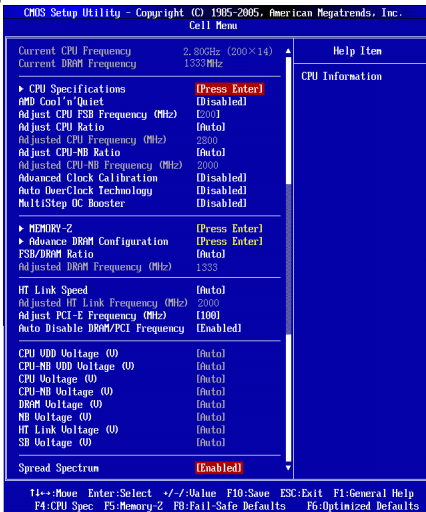 CMOS Setup Utility - Copyright (C) 1985-2005, American Megatrends, Inc.
Cell Menu
Current CPU Frequency 2.80GHz (200×14)
Current DRAM Frequency 1333MHz
▶ CPU Specifications [Press Enter]
AMD Cool'n'Quiet [Disabled]
Adjust CPU FSB Frequency (MHz) [200]
Adjust CPU Ratio [Auto]
Adjusted CPU Frequency (MHz) 2800
Adjust CPU-NB Ratio [Auto]
Adjusted CPU-NB Frequency (MHz) 2000
Advanced Clock Calibration [Disabled]
Auto OverClock Technology [Disabled]
MultiStep OC Booster [Disabled]
▶ MEMORY-Z [Press Enter]
▶ Advance DRAM Configuration [Press Enter]
FSB/DRAM Ratio [Auto]
Adjusted DRAM Frequency (MHz) 1333
HT Link Speed [Auto]
Adjusted HT Link Frequency (MHz) 2000
Adjust PCI-E Frequency (MHz) [100]
Auto Disable DRAM/PCI Frequency [Enabled]
CPU VDD Voltage (V) [Auto]
CPU-NB VDD Voltage (V) [Auto]
CPU Voltage (V) [Auto]
CPU-NB Voltage (V) [Auto]
DRAM Voltage (V) [Auto]
NB Voltage (V) [Auto]
HT Link Voltage (V) [Auto]
SB Voltage (V) [Auto]
Spread Spectrum [Enabled]
Help Item
CPU Information
↑↓←→:Move Enter:Select +/-/:Value F10:Save ESC:Exit F1:General Help
F4:CPU Spec F5:Memory-Z F8:Fail-Safe Defaults F6:Optimized Defaults